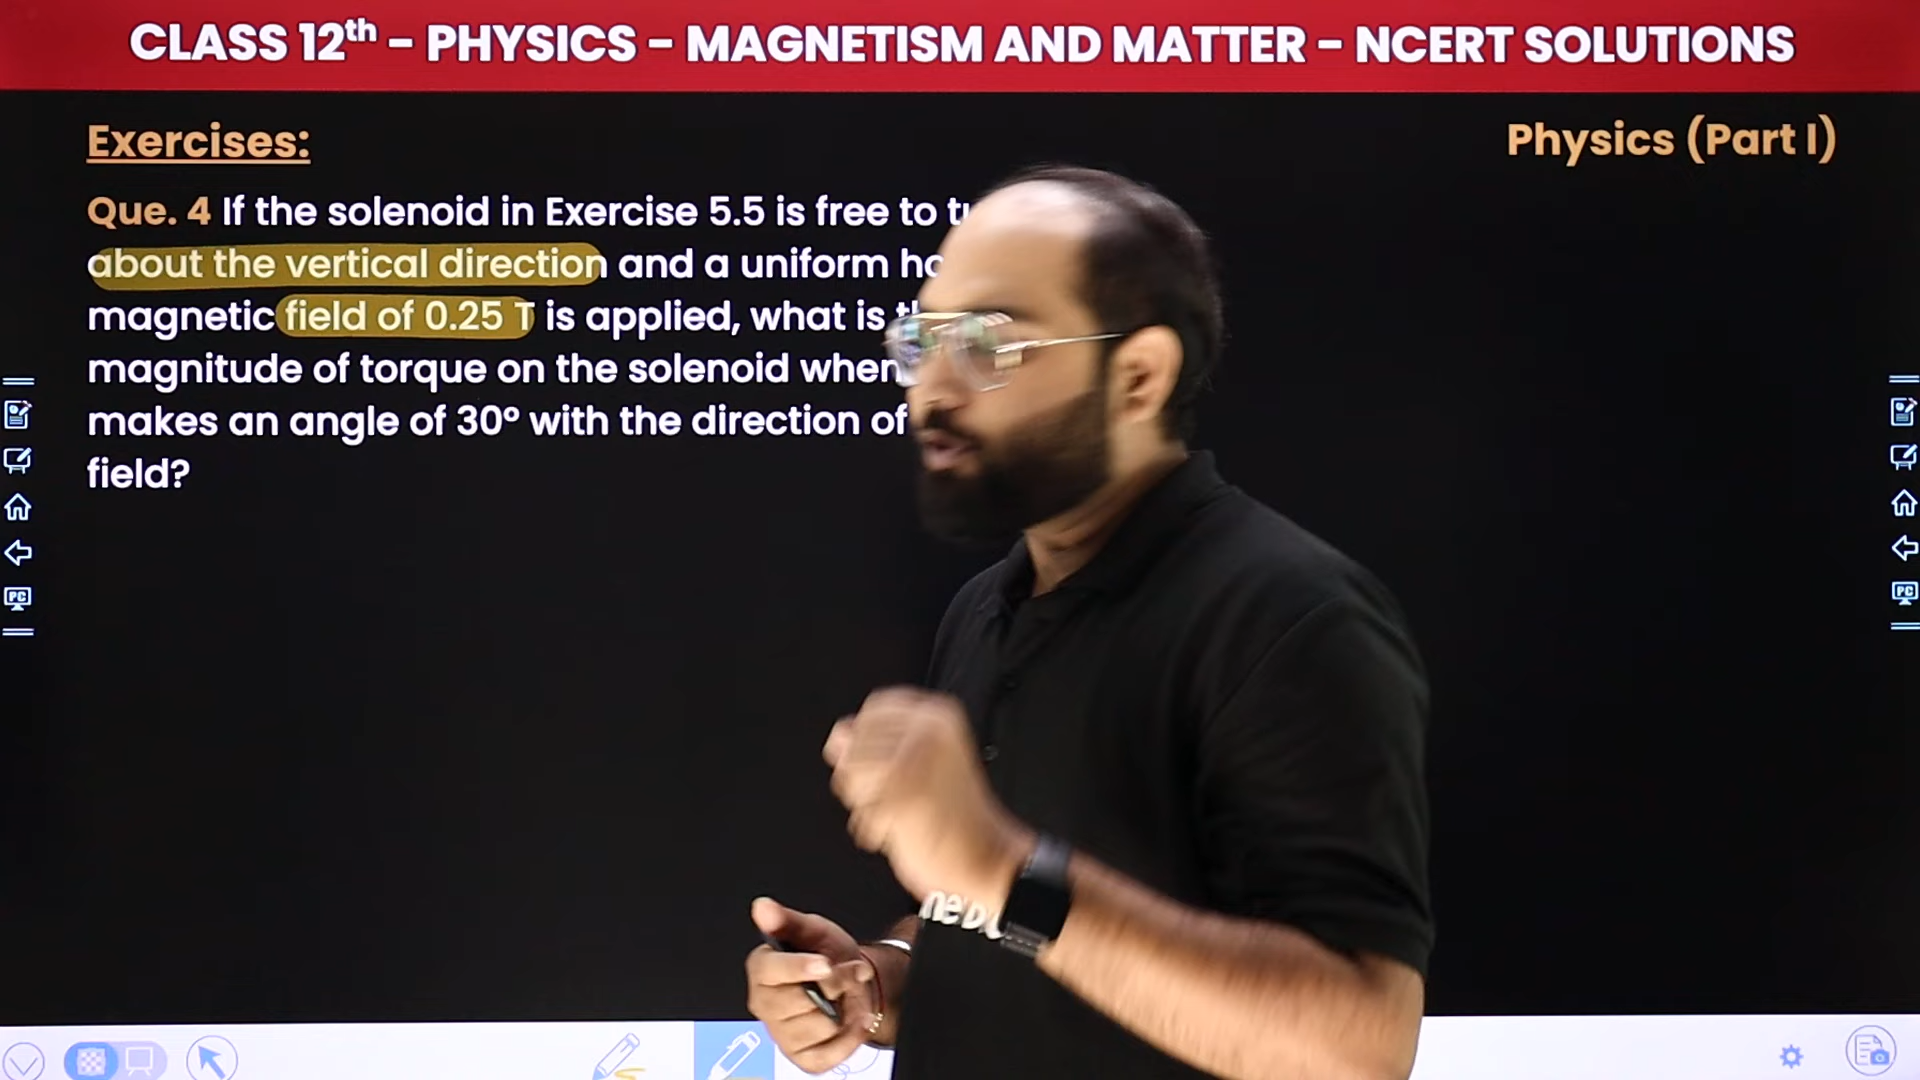 CLASS 12th – PHYSICS – MAGNETISM AND MATTER – NCERT SOLUTIONS
Exercises:
Physics (Part I)
Que. 4 If the solenoid in Exercise 5.5 is free to
about the vertical direction and a uniform
magnetic field of 0.25 T is applied, what is
magnitude of torque on the solenoid when
makes an angle of 30° with the direction of
field?
PC
PC